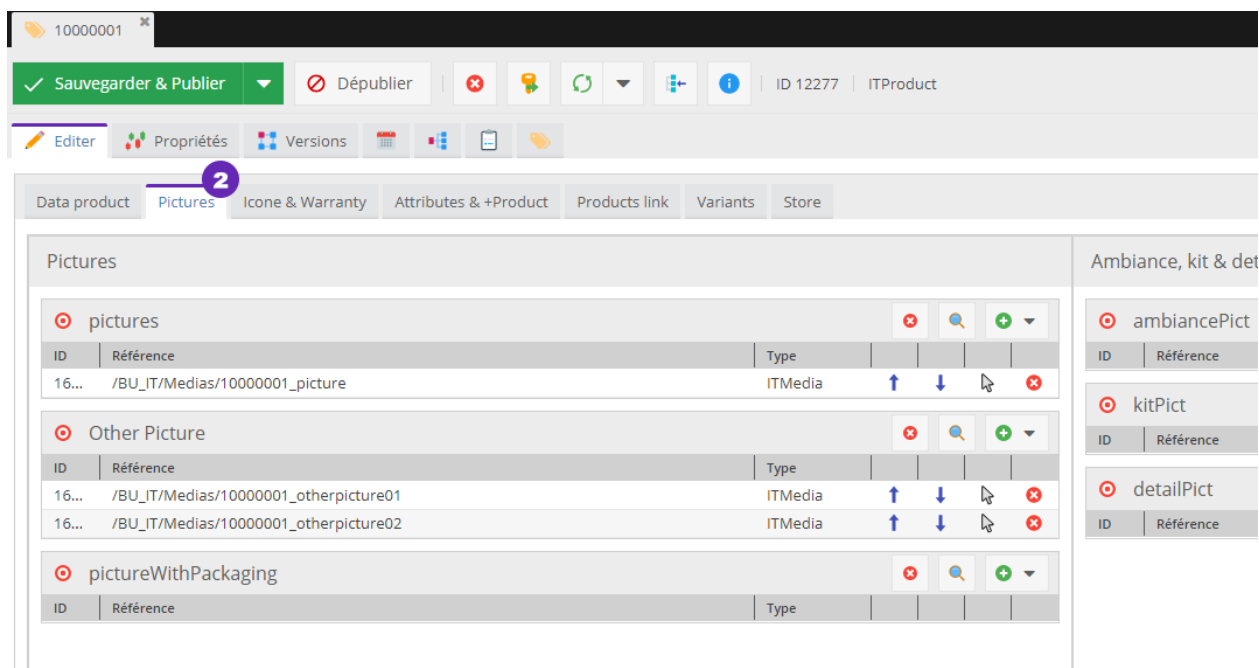 10000001
Sauvegarder & Publier Dépublier ID 12277 ITProduct
Editer Propriétés Versions
2
Data product Pictures Icone & Warranty Attributes & +Product Products link Variants Store
Pictures
pictures
ID Référence Type
16... /BU_IT/Medias/10000001_picture ITMedia
Other Picture
ID Référence Type
16... /BU_IT/Medias/10000001_otherpicture01 ITMedia
16... /BU_IT/Medias/10000001_otherpicture02 ITMedia
pictureWithPackaging
ID Référence Type
Ambiance, kit & det
ambiancePict
ID Référence
kitPict
ID Référence
detailPict
ID Référence